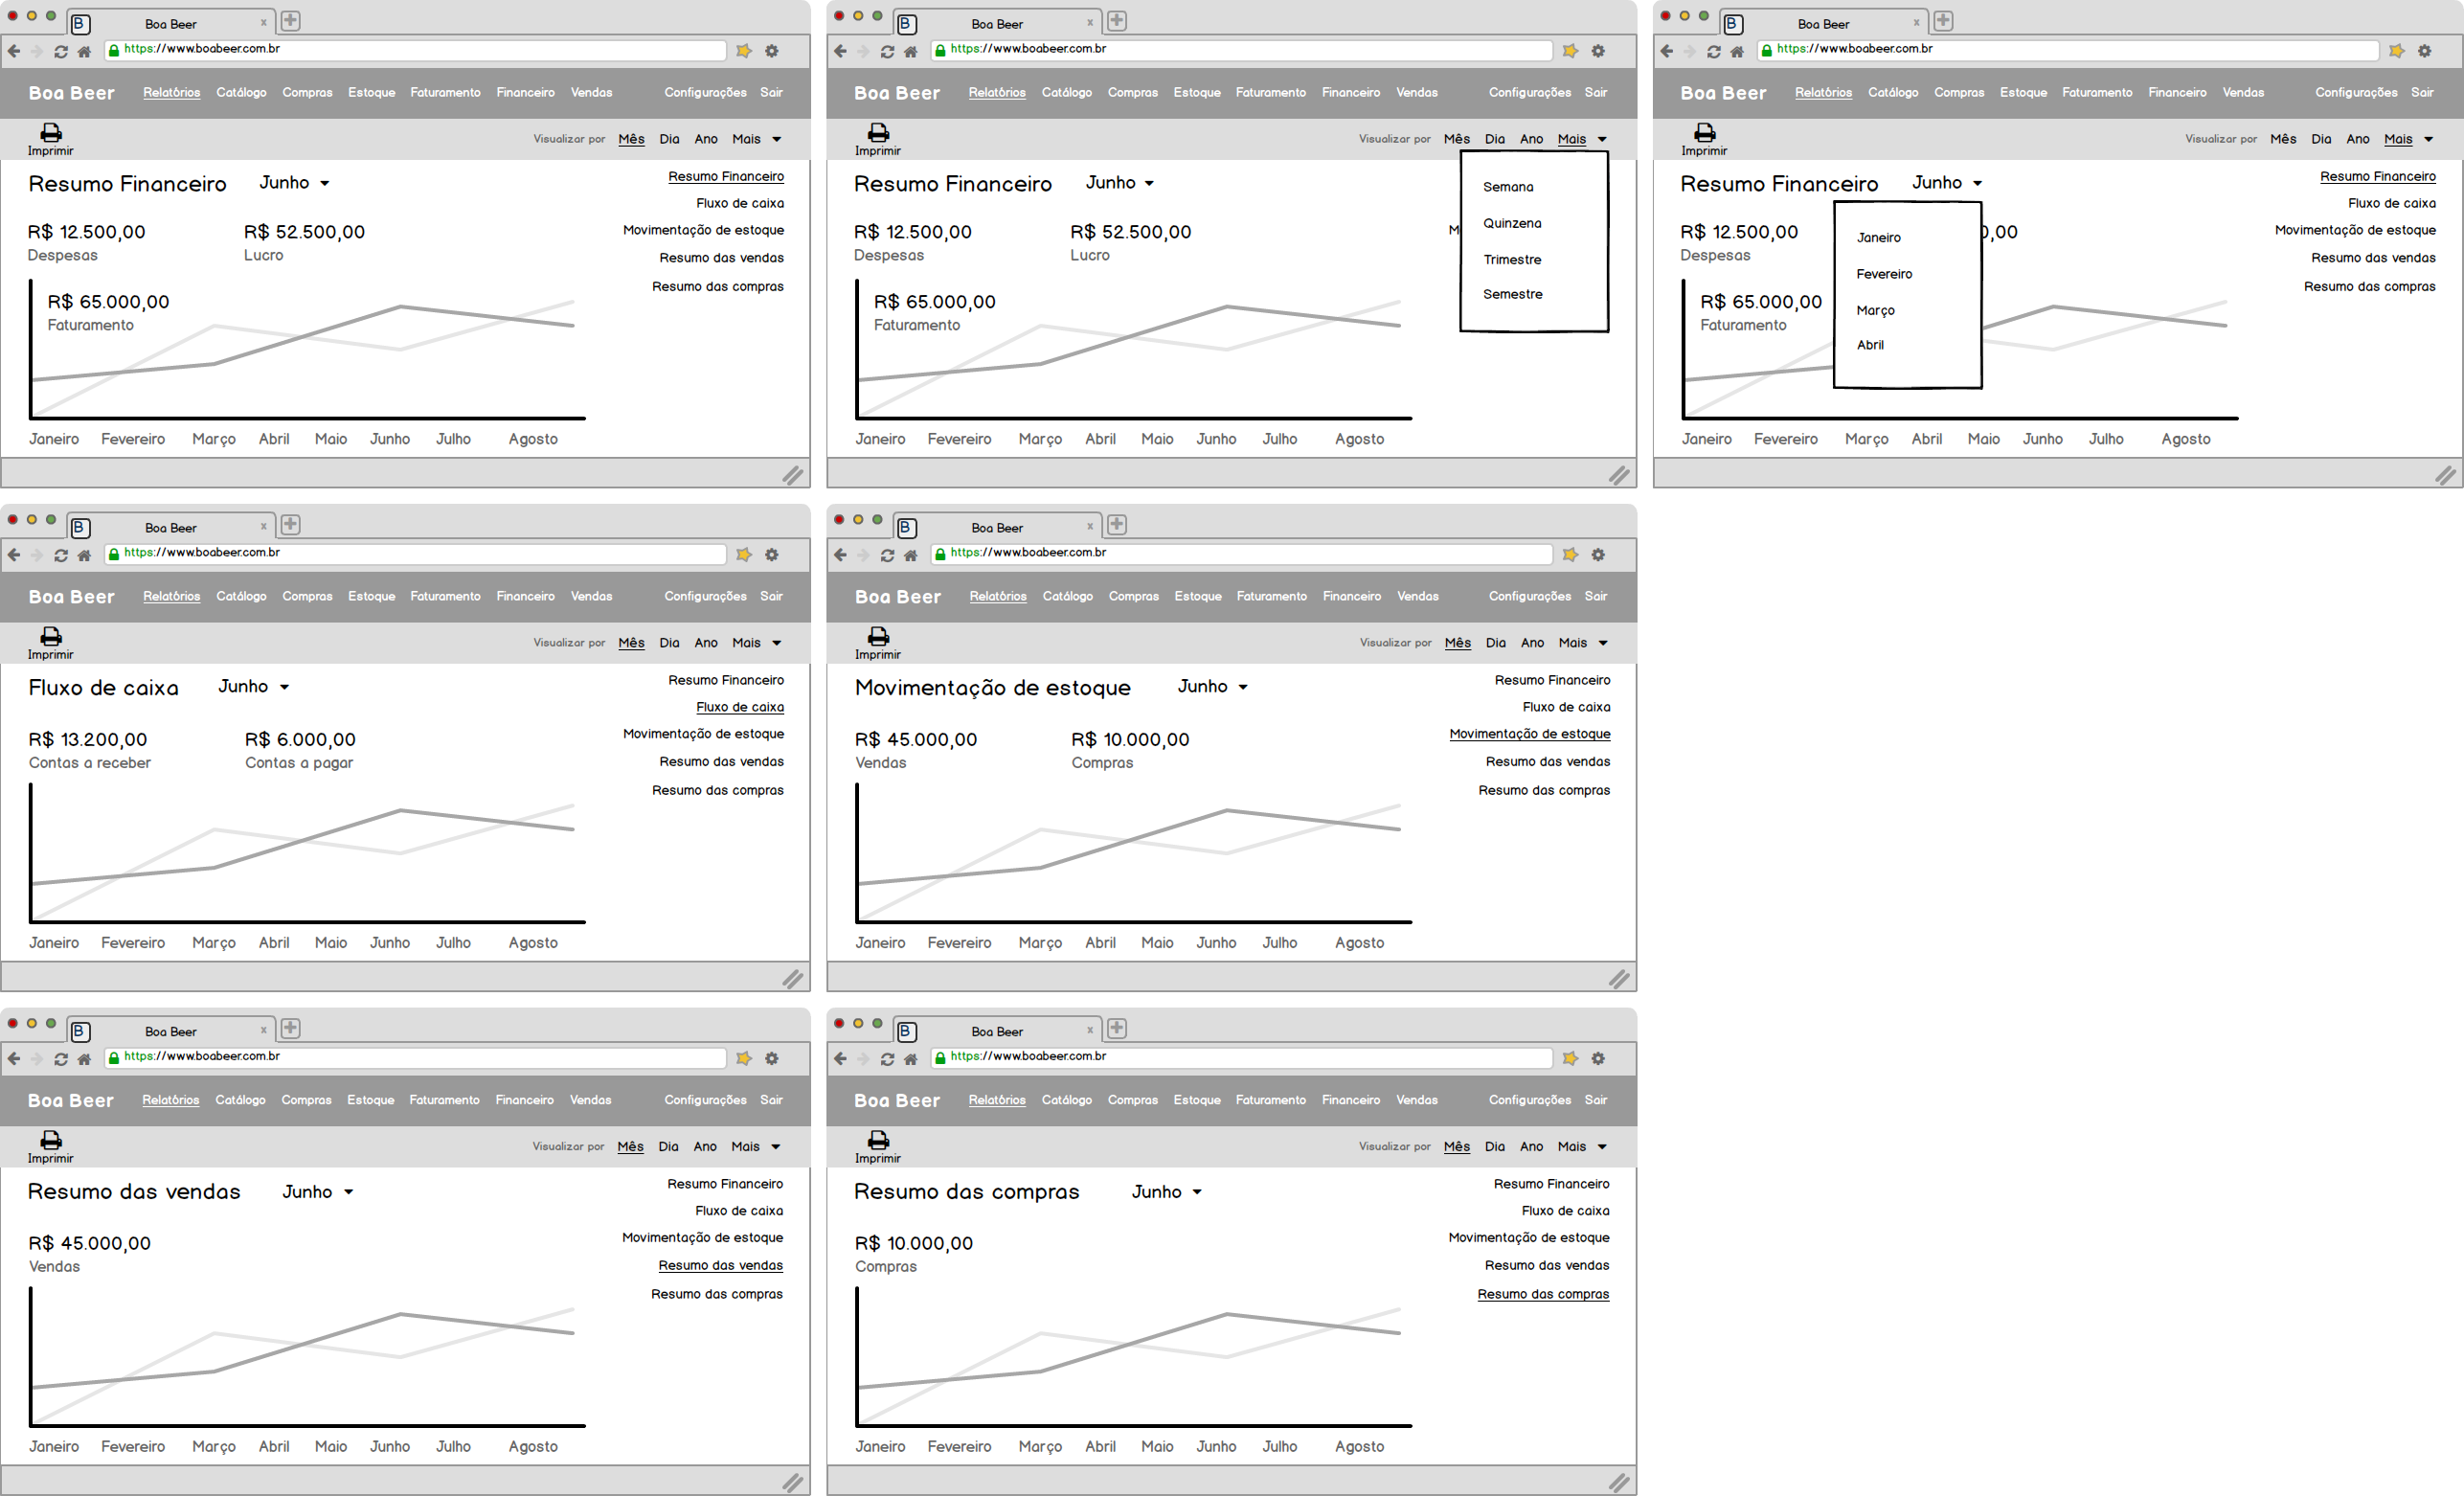 B Boa Beer x
https://www.boabeer.com.br
Boa Beer Relatórios Catálogo Compras Estoque Faturamento Financeiro Vendas Configurações Sair
Imprimir Visualizar por Mês Dia Ano Mais
Resumo Financeiro Junho
Resumo Financeiro
Fluxo de caixa
Movimentação de estoque
Resumo das vendas
Resumo das compras
R$ 12.500,00 R$ 52.500,00
Despesas Lucro
R$ 65.000,00
Faturamento
Janeiro Fevereiro Março Abril Maio Junho Julho Agosto
B Boa Beer x
https://www.boabeer.com.br
Boa Beer Relatórios Catálogo Compras Estoque Faturamento Financeiro Vendas Configurações Sair
Imprimir Visualizar por Mês Dia Ano Mais
Resumo Financeiro Junho
Semana
Quinzena
Trimestre
Semestre
M
R$ 12.500,00 R$ 52.500,00
Despesas Lucro
R$ 65.000,00
Faturamento
Janeiro Fevereiro Março Abril Maio Junho Julho Agosto
B Boa Beer x
https://www.boabeer.com.br
Boa Beer Relatórios Catálogo Compras Estoque Faturamento Financeiro Vendas Configurações Sair
Imprimir Visualizar por Mês Dia Ano Mais
Resumo Financeiro Junho
Janeiro
Fevereiro
Março
Abril
Resumo Financeiro
Fluxo de caixa
Movimentação de estoque
Resumo das vendas
Resumo das compras
R$ 12.500,00 0,00
Despesas
R$ 65.000,00
Faturamento
Janeiro Fevereiro Março Abril Maio Junho Julho Agosto
B Boa Beer x
https://www.boabeer.com.br
Boa Beer Relatórios Catálogo Compras Estoque Faturamento Financeiro Vendas Configurações Sair
Imprimir Visualizar por Mês Dia Ano Mais
Fluxo de caixa Junho
Resumo Financeiro
Fluxo de caixa
Movimentação de estoque
Resumo das vendas
Resumo das compras
R$ 13.200,00 R$ 6.000,00
Contas a receber Contas a pagar
Janeiro Fevereiro Março Abril Maio Junho Julho Agosto
B Boa Beer x
https://www.boabeer.com.br
Boa Beer Relatórios Catálogo Compras Estoque Faturamento Financeiro Vendas Configurações Sair
Imprimir Visualizar por Mês Dia Ano Mais
Movimentação de estoque Junho
Resumo Financeiro
Fluxo de caixa
Movimentação de estoque
Resumo das vendas
Resumo das compras
R$ 45.000,00 R$ 10.000,00
Vendas Compras
Janeiro Fevereiro Março Abril Maio Junho Julho Agosto
B Boa Beer x
https://www.boabeer.com.br
Boa Beer Relatórios Catálogo Compras Estoque Faturamento Financeiro Vendas Configurações Sair
Imprimir Visualizar por Mês Dia Ano Mais
Resumo das vendas Junho
Resumo Financeiro
Fluxo de caixa
Movimentação de estoque
Resumo das vendas
Resumo das compras
R$ 45.000,00
Vendas
Janeiro Fevereiro Março Abril Maio Junho Julho Agosto
B Boa Beer x
https://www.boabeer.com.br
Boa Beer Relatórios Catálogo Compras Estoque Faturamento Financeiro Vendas Configurações Sair
Imprimir Visualizar por Mês Dia Ano Mais
Resumo das compras Junho
Resumo Financeiro
Fluxo de caixa
Movimentação de estoque
Resumo das vendas
Resumo das compras
R$ 10.000,00
Compras
Janeiro Fevereiro Março Abril Maio Junho Julho Agosto